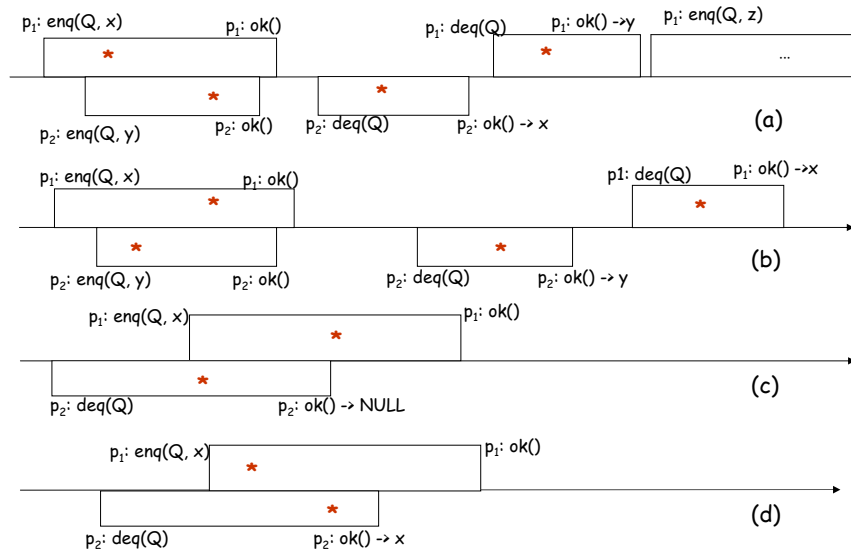 p₁: enq(Q, x) p₁: ok() p₁: deq(Q) p₁: ok() ->y p₁: enq(Q, z)
* * * * ...
p₂: enq(Q, y) p₂: ok() p₂: deq(Q) p₂: ok() -> x (a)
p₁: enq(Q, x) p₁: ok() p1: deq(Q) p₁: ok() ->x
* * * *
p₂: enq(Q, y) p₂: ok() p₂: deq(Q) p₂: ok() -> y (b)
p₁: enq(Q, x) p₁: ok()
* *
p₂: deq(Q) p₂: ok() -> NULL (c)
p₁: enq(Q, x) p₁: ok()
* *
p₂: deq(Q) p₂: ok() -> x (d)